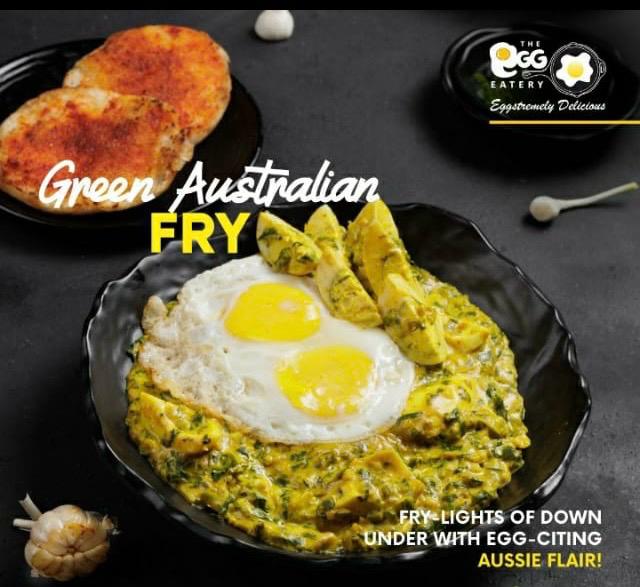 THE
egg
EATERY
Eggstremely Delicious
Green Australian
FRY
FRY-LIGHTS OF DOWN
UNDER WITH EGG-CITING
AUSSIE FLAIR!